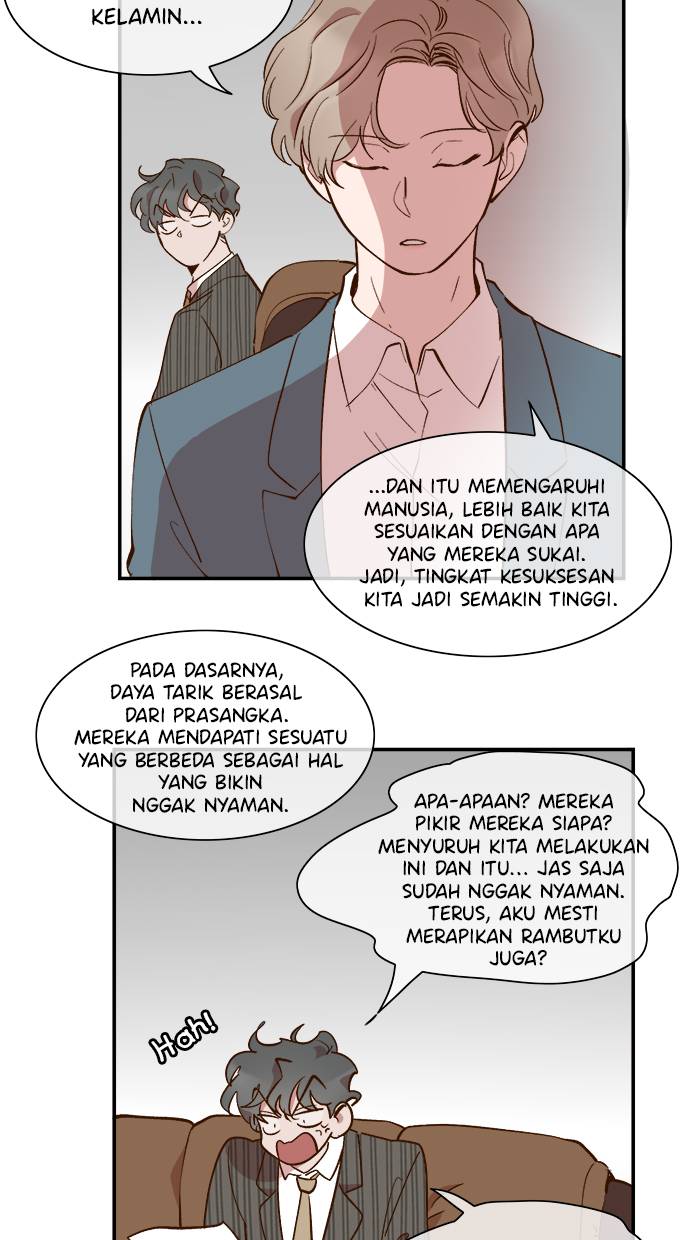 KELAMIN...
...DAN ITU MEMENGARUHI
MANUSIA, LEBIH BAIK KITA
SESUAIKAN DENGAN APA
YANG MEREKA SUKAI.
JADI, TINGKAT KESUKSESAN
KITA JADI SEMAKIN TINGGI.
PADA DASARNYA,
DAYA TARIK BERASAL
DARI PRASANGKA.
MEREKA MENDAPATI SESUATU
YANG BERBEDA SEBAGAI HAL
YANG BIKIN
NGGAK NYAMAN.
APA-APAAN? MEREKA
PIKIR MEREKA SIAPA?
MENYURUH KITA MELAKUKAN
INI DAN ITU... JAS SAJA
SUDAH NGGAK NYAMAN.
TERUS, AKU MESTI
MERAPIKAN RAMBUTKU
JUGA?
Hah!